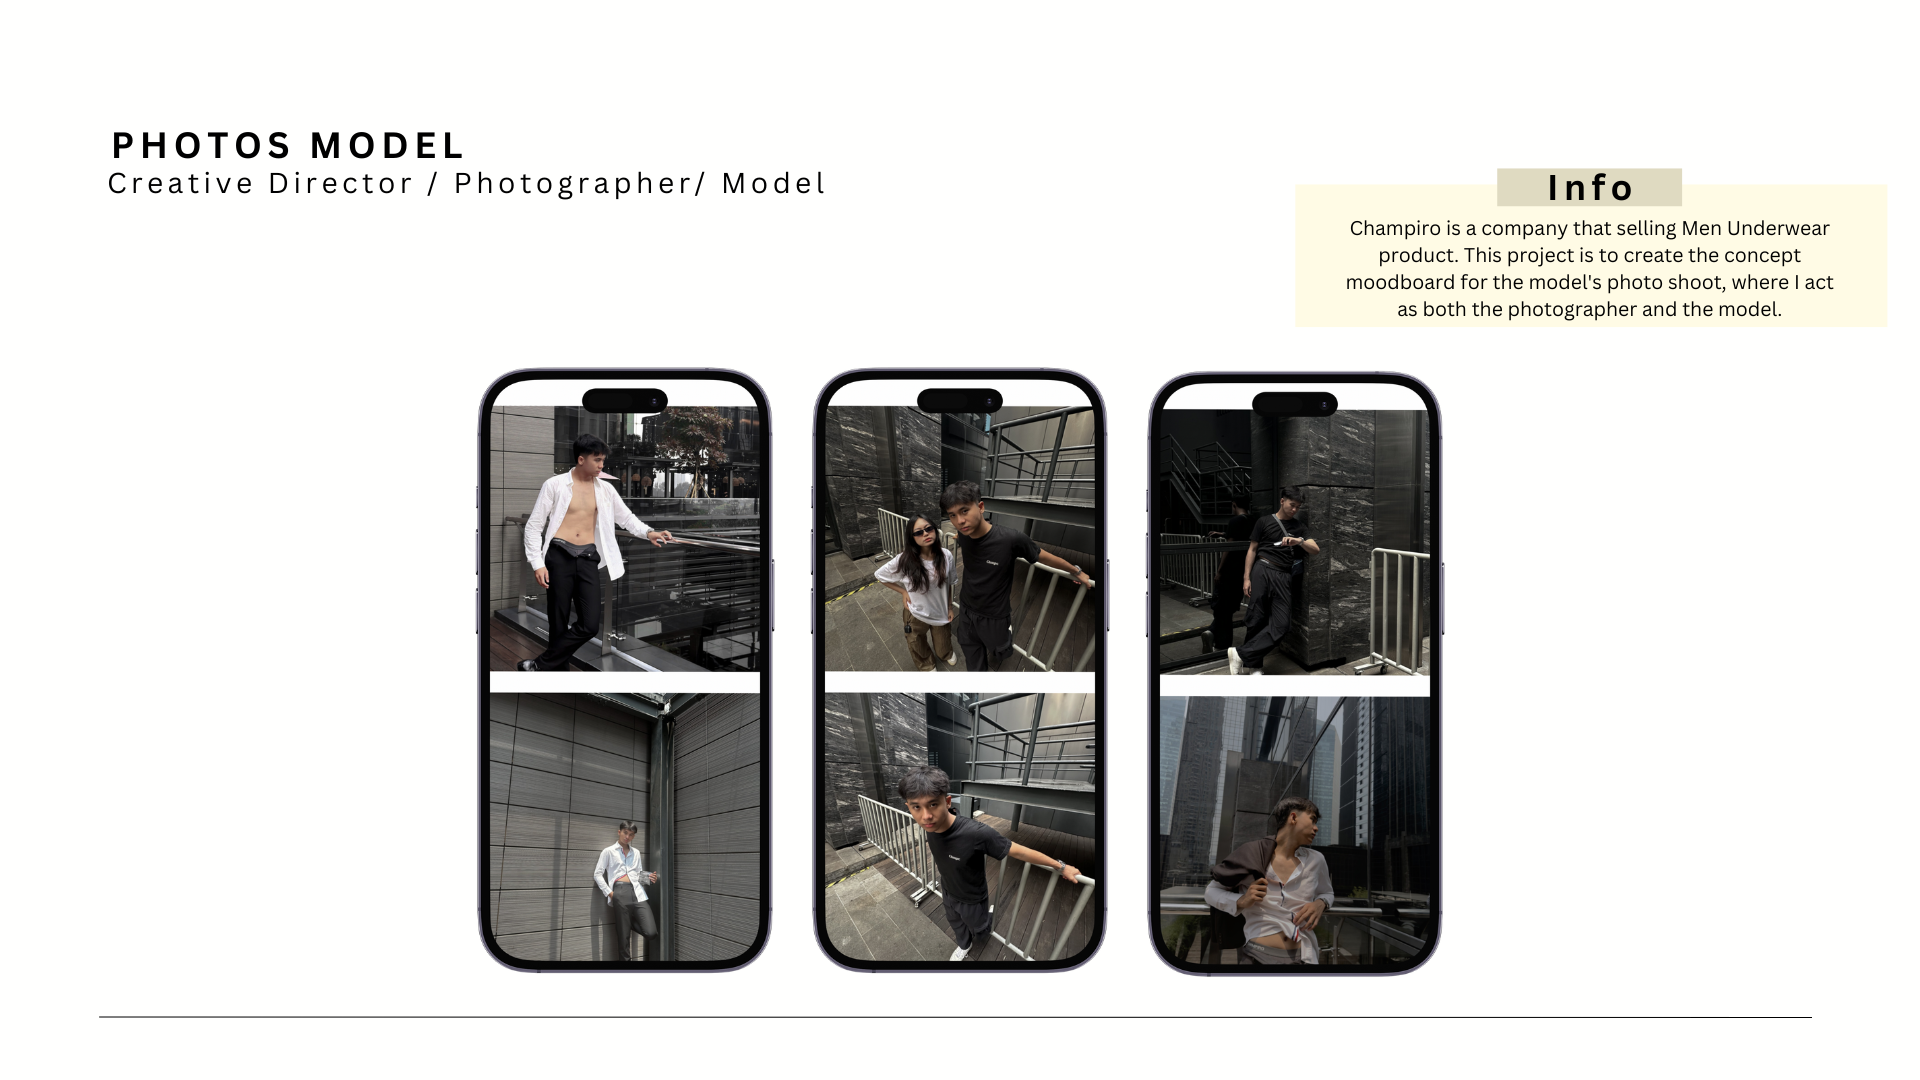 PHOTOS MODEL
Creative Director / Photographer/ Model
Info
Champiro is a company that selling Men Underwear
product. This project is to create the concept
moodboard for the model's photo shoot, where I act
as both the photographer and the model.